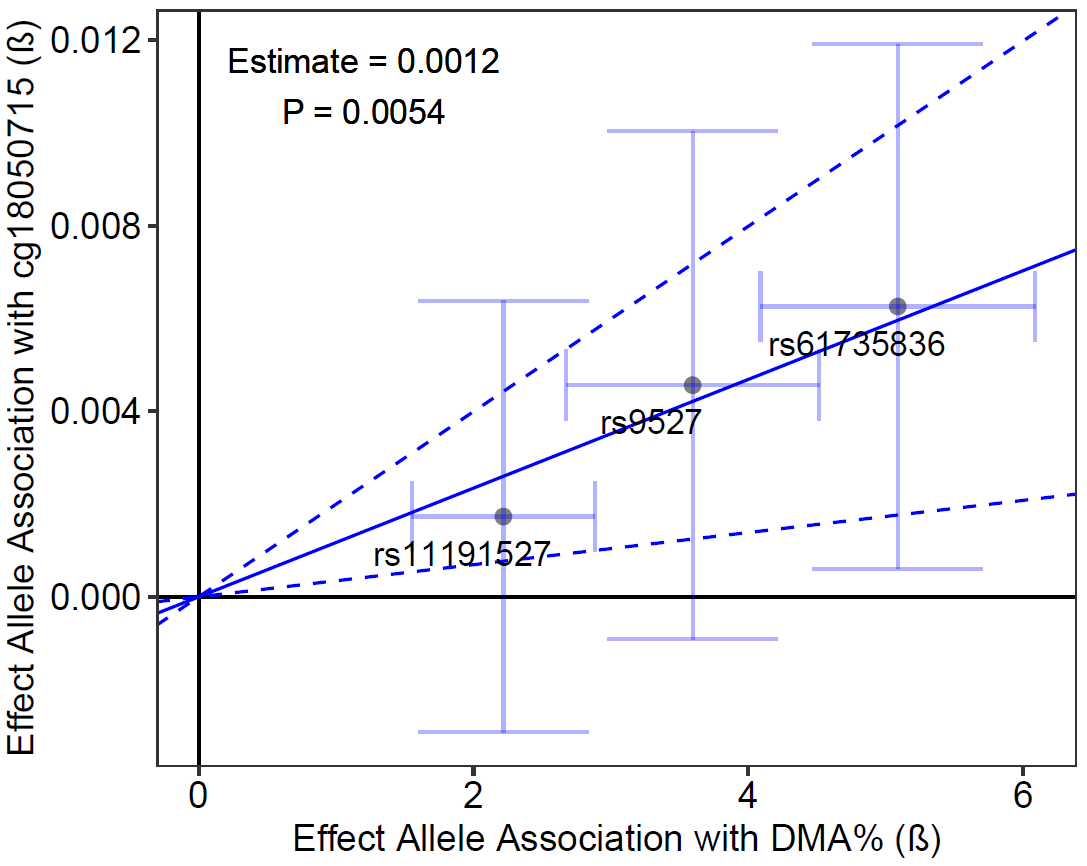 Effect Allele Association with cg18050715 (ß)
0.012
0.008
0.004
0.000
Estimate = 0.0012
P = 0.0054
rs61735836
rs9527
rs11191527
0 2 4 6
Effect Allele Association with DMA% (ß)